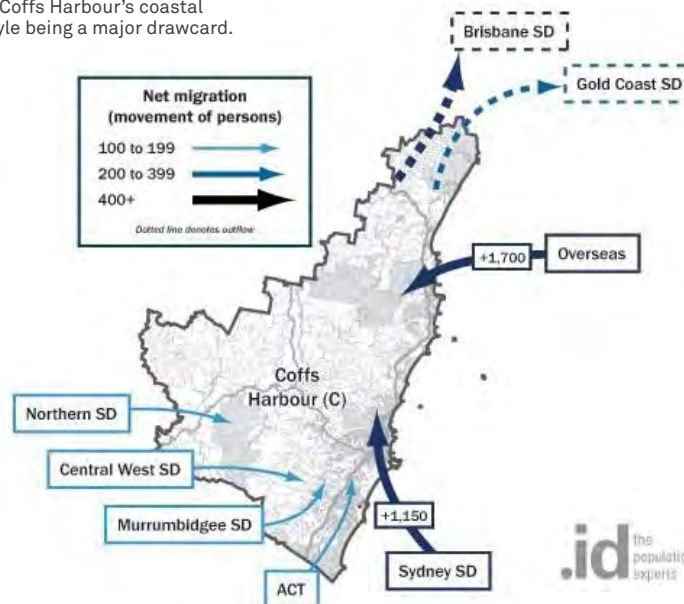 Coffs Harbour's coastal
yle being a major drawcard.
Brisbane SD
Gold Coast SD
Net migration
(movement of persons)
100 to 199
200 to 399
400+
Dotted line denotes outflow
+1,700
Overseas
Coffs
Harbour (C)
Northern SD
Central West SD
Murrumbidgee SD
+1,150
ACT
Sydney SD
.id
the
populatio
experts